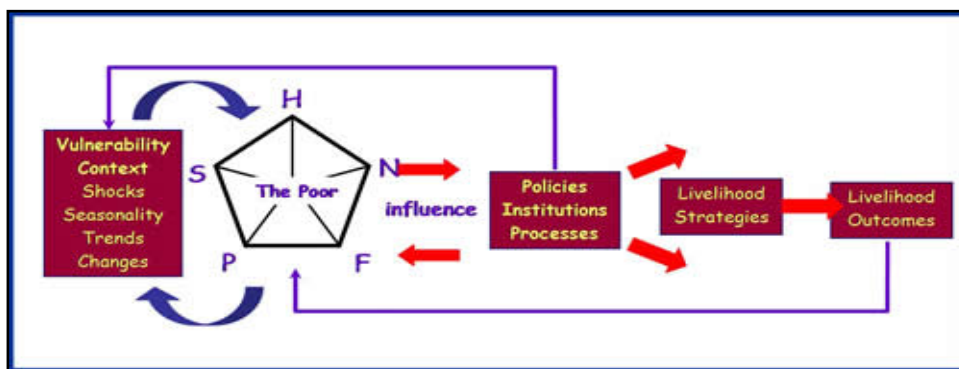 Vulnerability
Context
Shocks
Seasonality
Trends
Changes
H
S
N
The Poor
P
F
influence
Policies
Institutions
Processes
Livelihood
Strategies
Livelihood
Outcomes